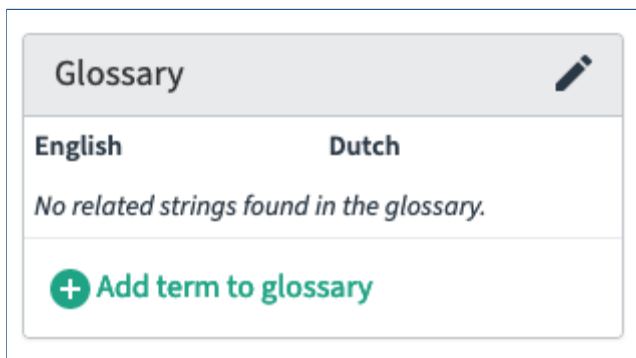 Glossary
English Dutch
No related strings found in the glossary.
Add term to glossary